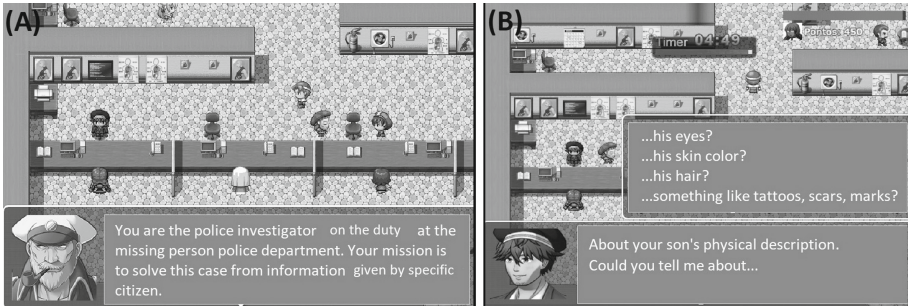 (A)
You are the police investigator on the duty at the
missing person police department. Your mission is
to solve this case from information given by specific
citizen.
(B)
Timer 04:49
Pontos +450
...his eyes?
...his skin color?
...his hair?
...something like tattoos, scars, marks?
About your son's physical description.
Could you tell me about...